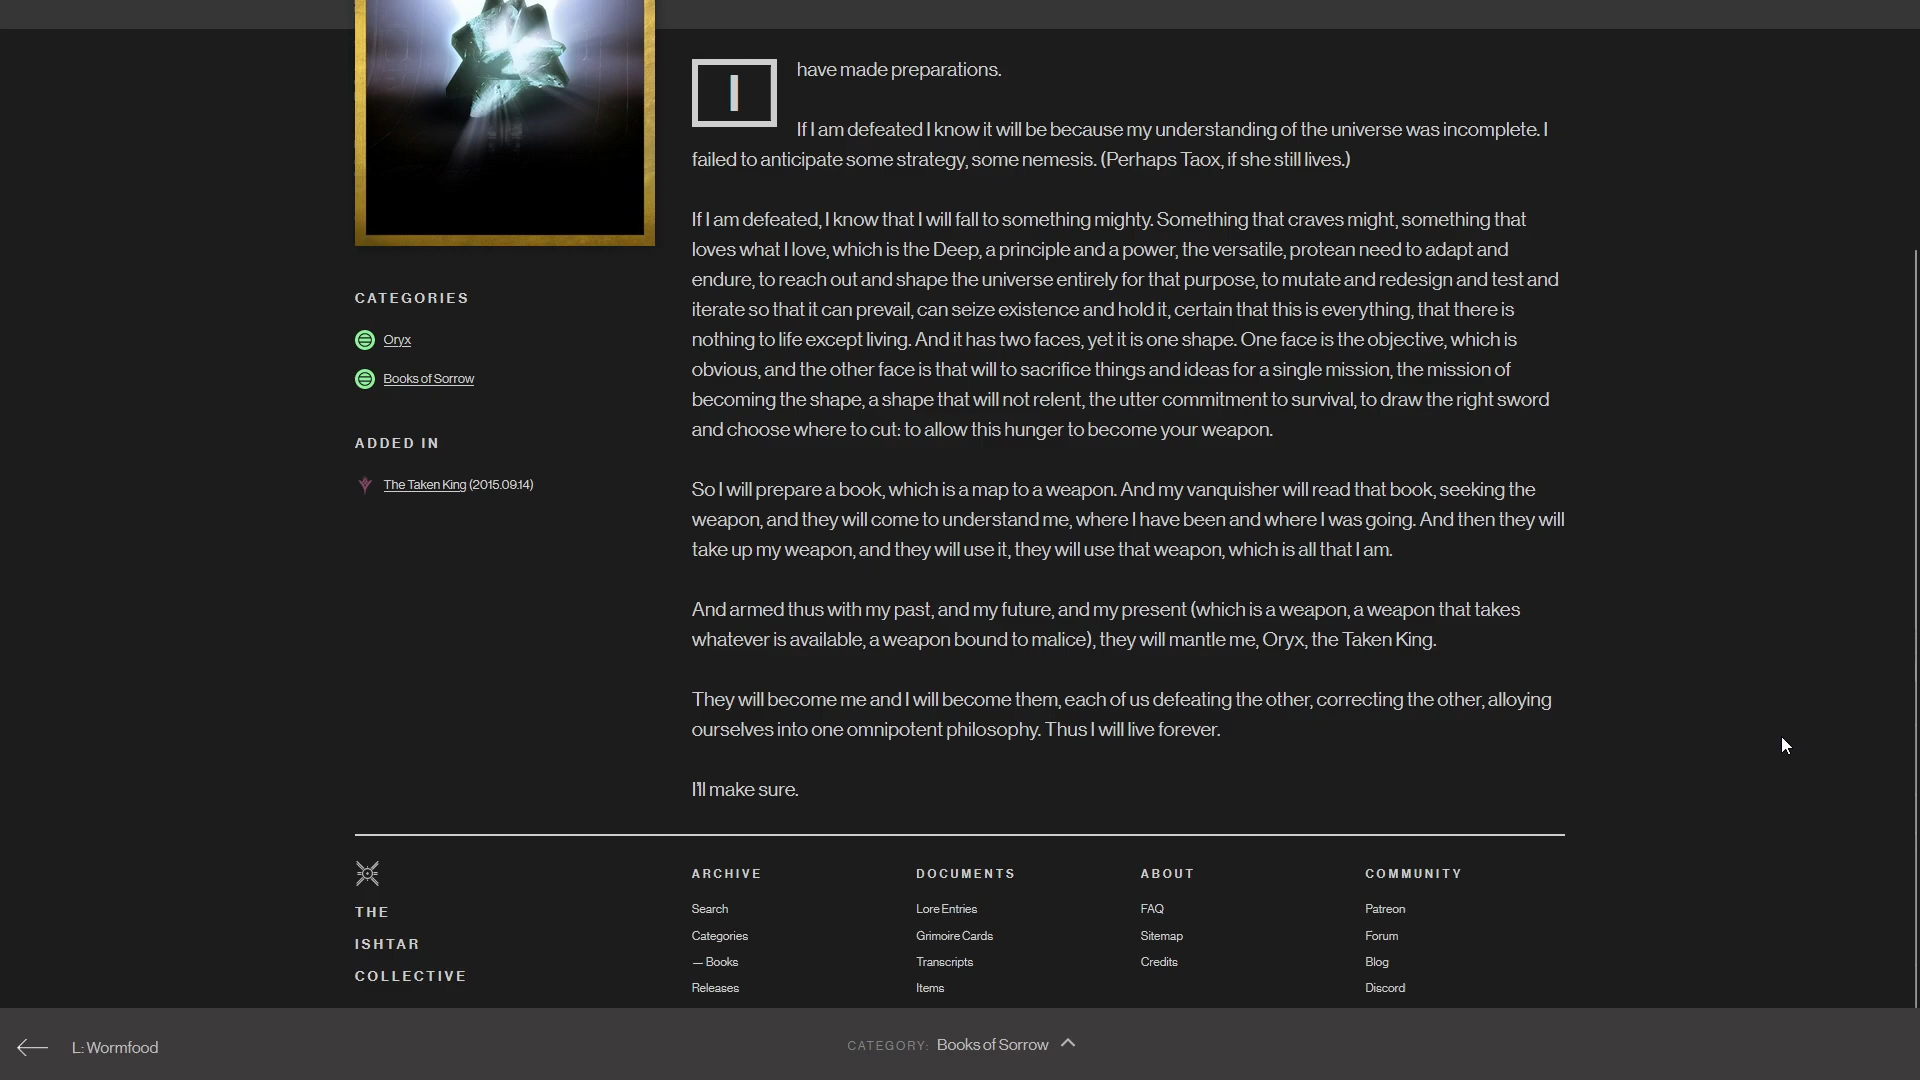 I have made preparations.
If I am defeated I know it will be because my understanding of the universe was incomplete. I
failed to anticipate some strategy, some nemesis. (Perhaps Taox, if she still lives.)
If I am defeated, I know that I will fall to something mighty. Something that craves might, something that
loves what I love, which is the Deep, a principle and a power, the versatile, protean need to adapt and
endure, to reach out and shape the universe entirely for that purpose, to mutate and redesign and test and
iterate so that it can prevail, can seize existence and hold it, certain that this is everything, that there is
nothing to life except living. And it has two faces, yet it is one shape. One face is the objective, which is
obvious, and the other face is that will to sacrifice things and ideas for a single mission, the mission of
becoming the shape, a shape that will not relent, the utter commitment to survival, to draw the right sword
and choose where to cut: to allow this hunger to become your weapon.
So I will prepare a book, which is a map to a weapon. And my vanquisher will read that book, seeking the
weapon, and they will come to understand me, where I have been and where I was going. And then they will
take up my weapon, and they will use it, they will use that weapon, which is all that I am.
And armed thus with my past, and my future, and my present (which is a weapon, a weapon that takes
whatever is available, a weapon bound to malice), they will mantle me, Oryx, the Taken King.
They will become me and I will become them, each of us defeating the other, correcting the other, alloying
ourselves into one omnipotent philosophy. Thus I will live forever.
I'll make sure.
CATEGORIES
Oryx
Books of Sorrow
ADDED IN
The Taken King (2015.09.14)
THE
ISHTAR
COLLECTIVE
ARCHIVE
Search
Categories
— Books
Releases
DOCUMENTS
Lore Entries
Grimoire Cards
Transcripts
Items
ABOUT
FAQ
Sitemap
Credits
COMMUNITY
Patreon
Forum
Blog
Discord
L: Wormfood
CATEGORY: Books of Sorrow